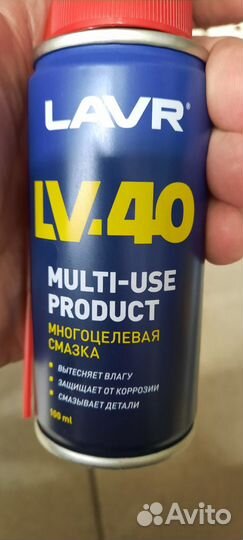 LAVR®
LV-40
MULTI-USE
PRODUCT
МНОГОЦЕЛЕВАЯ
СМАЗКА
• ВЫТЕСНЯЕТ ВЛАГУ
• ЗАЩИЩАЕТ ОТ КОРРОЗИИ
• СМАЗЫВАЕТ ДЕТАЛИ
100 ml
Avito